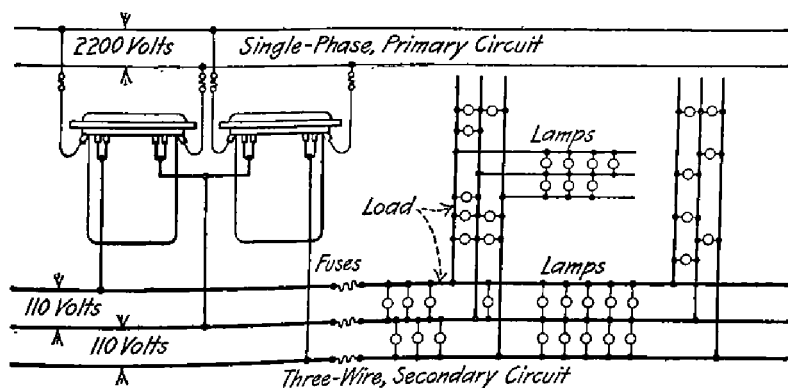 2200 Volts
Single-Phase, Primary Circuit
Lamps
Load
Fuses
Lamps
110 Volts
110 Volts
Three-Wire, Secondary Circuit